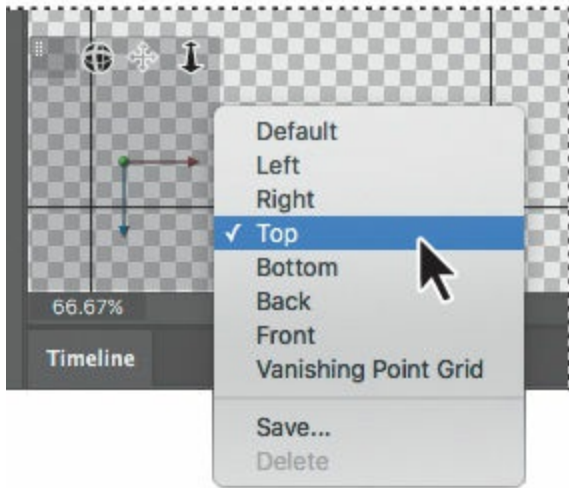 Default
Left
Right
✓ Top
Bottom
Back
Front
Vanishing Point Grid
Save...
Delete
66.67%
Timeline